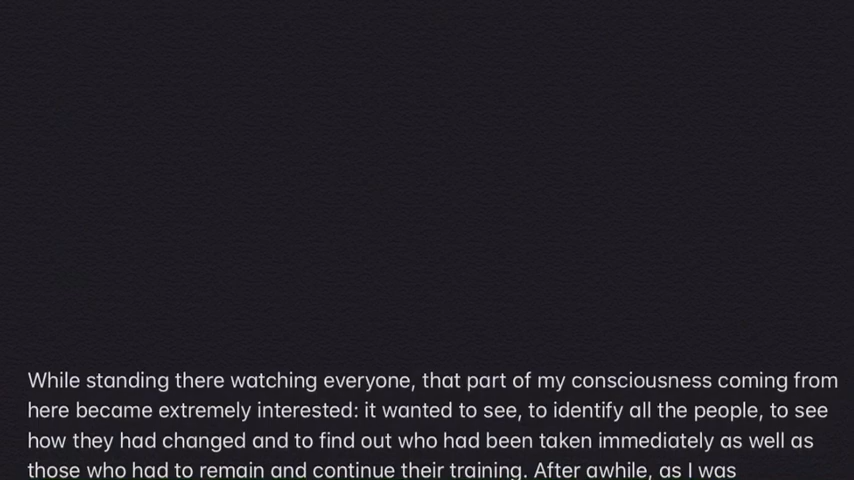 While standing there watching everyone, that part of my consciousness coming from
here became extremely interested: it wanted to see, to identify all the people, to see
how they had changed and to find out who had been taken immediately as well as
those who had to remain and continue their training. After awhile, as I was